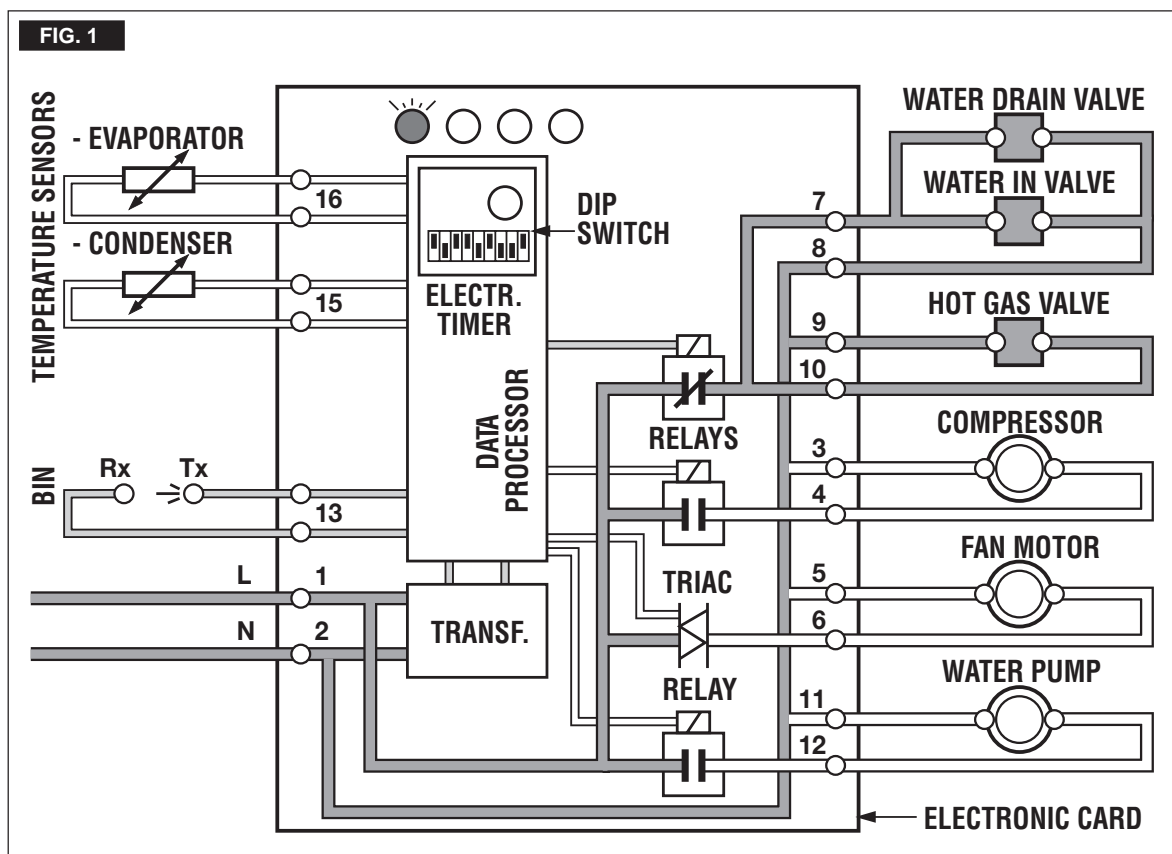 FIG. 1
TEMPERATURE SENSORS
- EVAPORATOR
16
- CONDENSER
15
BIN
Rx
Tx
13
L
1
N
2
DIP
SWITCH
ELECTR.
TIMER
DATA
PROCESSOR
TRANSF.
RELAYS
TRIAC
RELAY
7
8
9
10
3
4
5
6
11
12
WATER DRAIN VALVE
WATER IN VALVE
HOT GAS VALVE
COMPRESSOR
FAN MOTOR
WATER PUMP
ELECTRONIC CARD